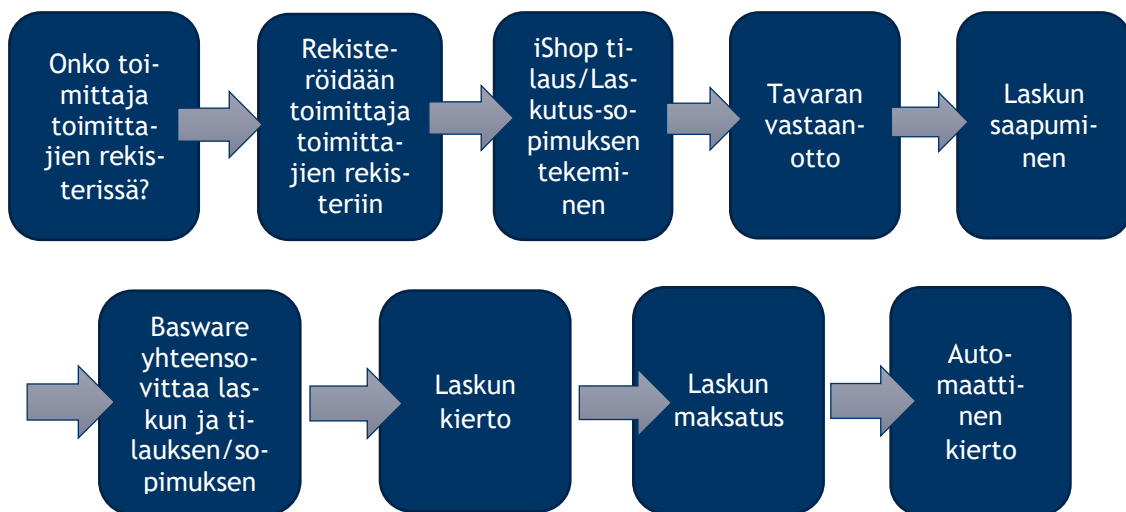 Onko toi-
mittaja
toimitta-
jien rekis-
terissä?
Rekiste-
röidään
toimittaja
toimitta-
jien rekis-
teriin
iShop ti-
laus/Las-
kutus-so-
pimuksen
tekemi-
nen
Tavaran
vastaan-
otto
Laskun
saapumi-
nen
Basware
yhteenso-
vittaa las-
kun ja ti-
lauksen/so-
pimuksen
Laskun
kierto
Laskun
maksatus
Auto-
maatti-
nen
kierto